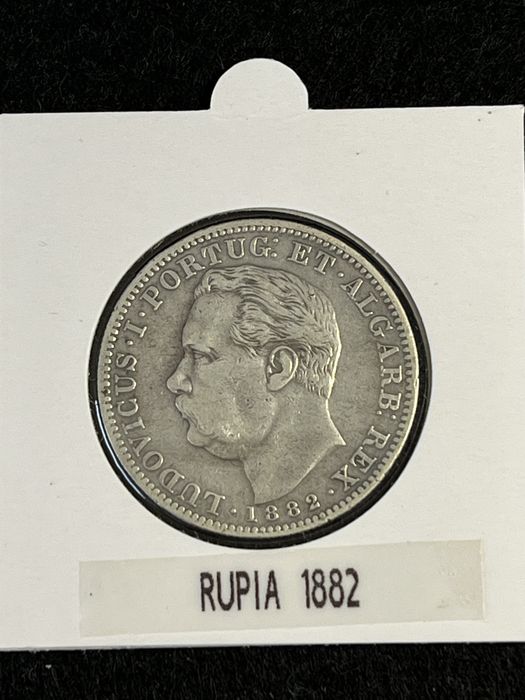 LUDOVICUS · I · PORTUG: ET · ALGARB: REX
· 1882 ·
RUPIA 1882